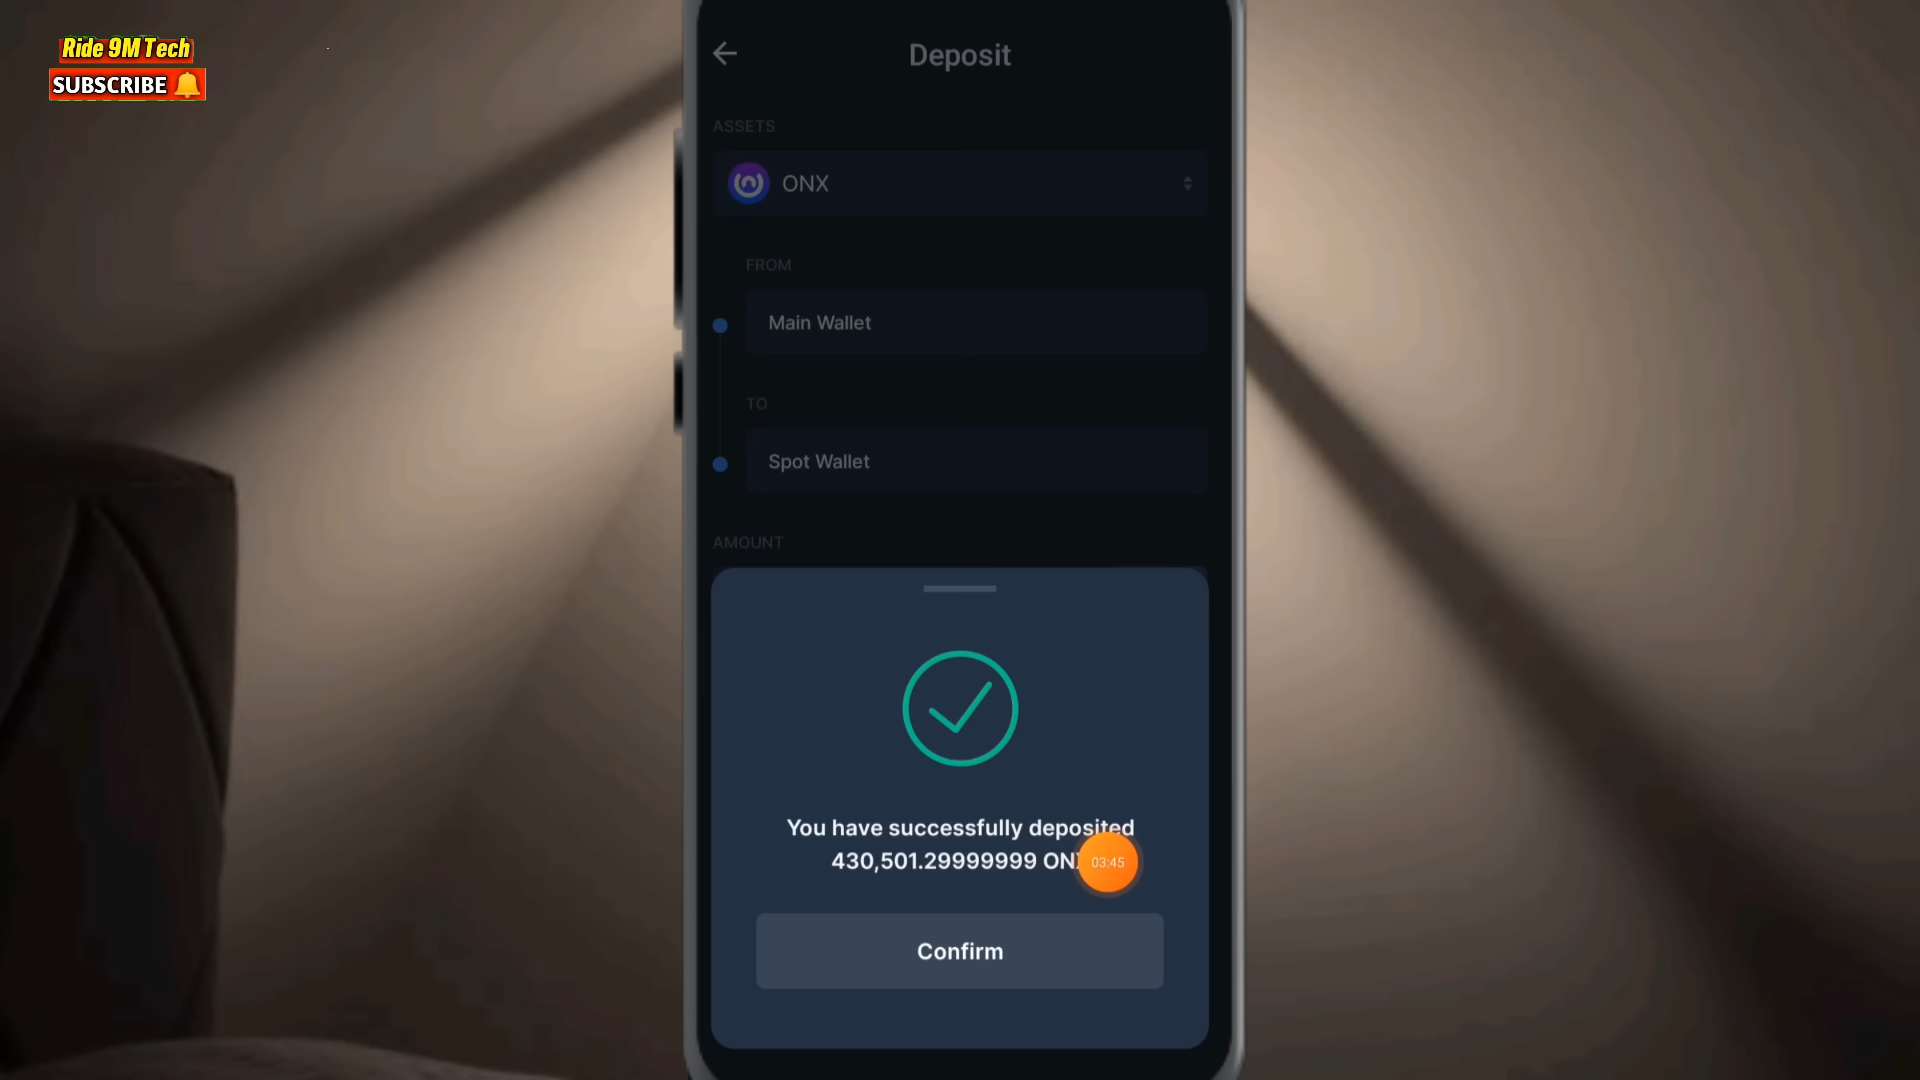 Ride 9M Tech
SUBSCRIBE
Deposit
ASSETS
ONX
FROM
Main Wallet
TO
Spot Wallet
AMOUNT
You have successfully deposited
430,501.29999999 ONX
03:45
Confirm